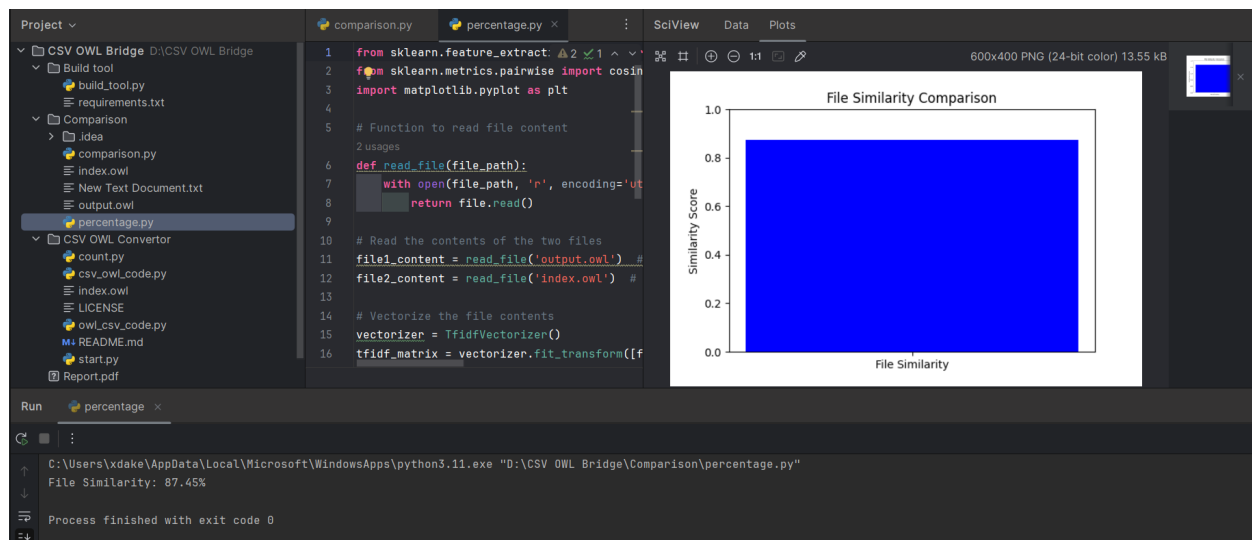 Project
CSV OWL Bridge D:\CSV OWL Bridge
Build tool
build_tool.py
requirements.txt
Comparison
.idea
comparison.py
index.owl
New Text Document.txt
output.owl
percentage.py
CSV OWL Convertor
count.py
csv_owl_code.py
index.owl
LICENSE
owl_csv_code.py
M↓ README.md
start.py
Report.pdf
comparison.py percentage.py
1 from sklearn.feature_extract: 2 1
2 from sklearn.metrics.pairwise import cosin
3 import matplotlib.pyplot as plt
4
5 # Function to read file content
2 usages
6 def read_file(file_path):
7 with open(file_path, 'r', encoding='ut
8 return file.read()
9
10 # Read the contents of the two files
11 file1_content = read_file('output.owl') #
12 file2_content = read_file('index.owl') #
13
14 # Vectorize the file contents
15 vectorizer = TfidfVectorizer()
16 tfidf_matrix = vectorizer.fit_transform([f
SciView Data Plots
1:1 600x400 PNG (24-bit color) 13.55 kB
File Similarity Comparison
1.0
0.8
0.6
0.4
0.2
0.0
Similarity Score
File Similarity
Run percentage
C:\Users\xdake\AppData\Local\Microsoft\WindowsApps\python3.11.exe "D:\CSV OWL Bridge\Comparison\percentage.py"
File Similarity: 87.45%
Process finished with exit code 0